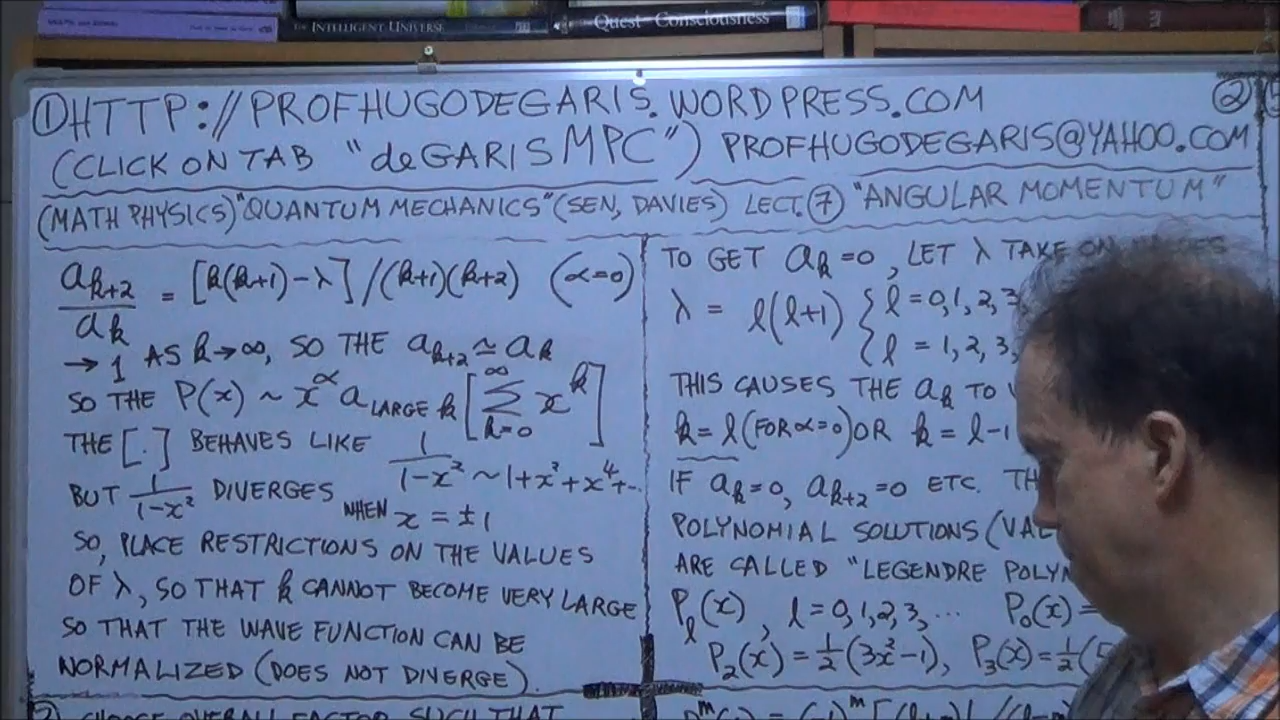 THE INTELLIGENT UNIVERSE
Quest Consciousness
①HTTP://PROFHUGODEGARIS.WORDPRESS.COM ②
(CLICK ON TAB "deGARIS MPC") PROFHUGODEGARIS@YAHOO.COM
(MATH PHYSICS) "QUANTUM MECHANICS" (SEN, DAVIES) LECT. ⑦ "ANGULAR MOMENTUM"
a_{k+2}/a_k = [k(k+1)-λ]/(k+1)(k+2) (α=0)
→ 1 AS k→∞, SO THE a_{k+2} ≃ a_k
SO THE P(x) ~ x^α a_{LARGE k} [∑_{k=0}^{∞} x^k]
THE [.] BEHAVES LIKE 1/(1-x²) ~ 1+x²+x⁴+..
BUT 1/(1-x²) DIVERGES WHEN x = ±1
SO, PLACE RESTRICTIONS ON THE VALUES
OF λ, SO THAT k CANNOT BECOME VERY LARGE
SO THAT THE WAVE FUNCTION CAN BE
NORMALIZED (DOES NOT DIVERGE).
TO GET a_k=0, LET λ TAKE ON
λ = l(l+1) { l = 0,1,2,3,
{ l = 1,2,3,
THIS CAUSES THE a_k TO
k=l (FOR α=0) OR k=l-1
IF a_k=0, a_{k+2}=0 ETC.
POLYNOMIAL SOLUTIONS
ARE CALLED "LEGENDRE
P_l(x), l=0,1,2,3,... P_0(x)=
P_2(x)=½(3x²-1), P_3(x)=½(5
CHOOSE OVERALL FACTOR SUCH THAT